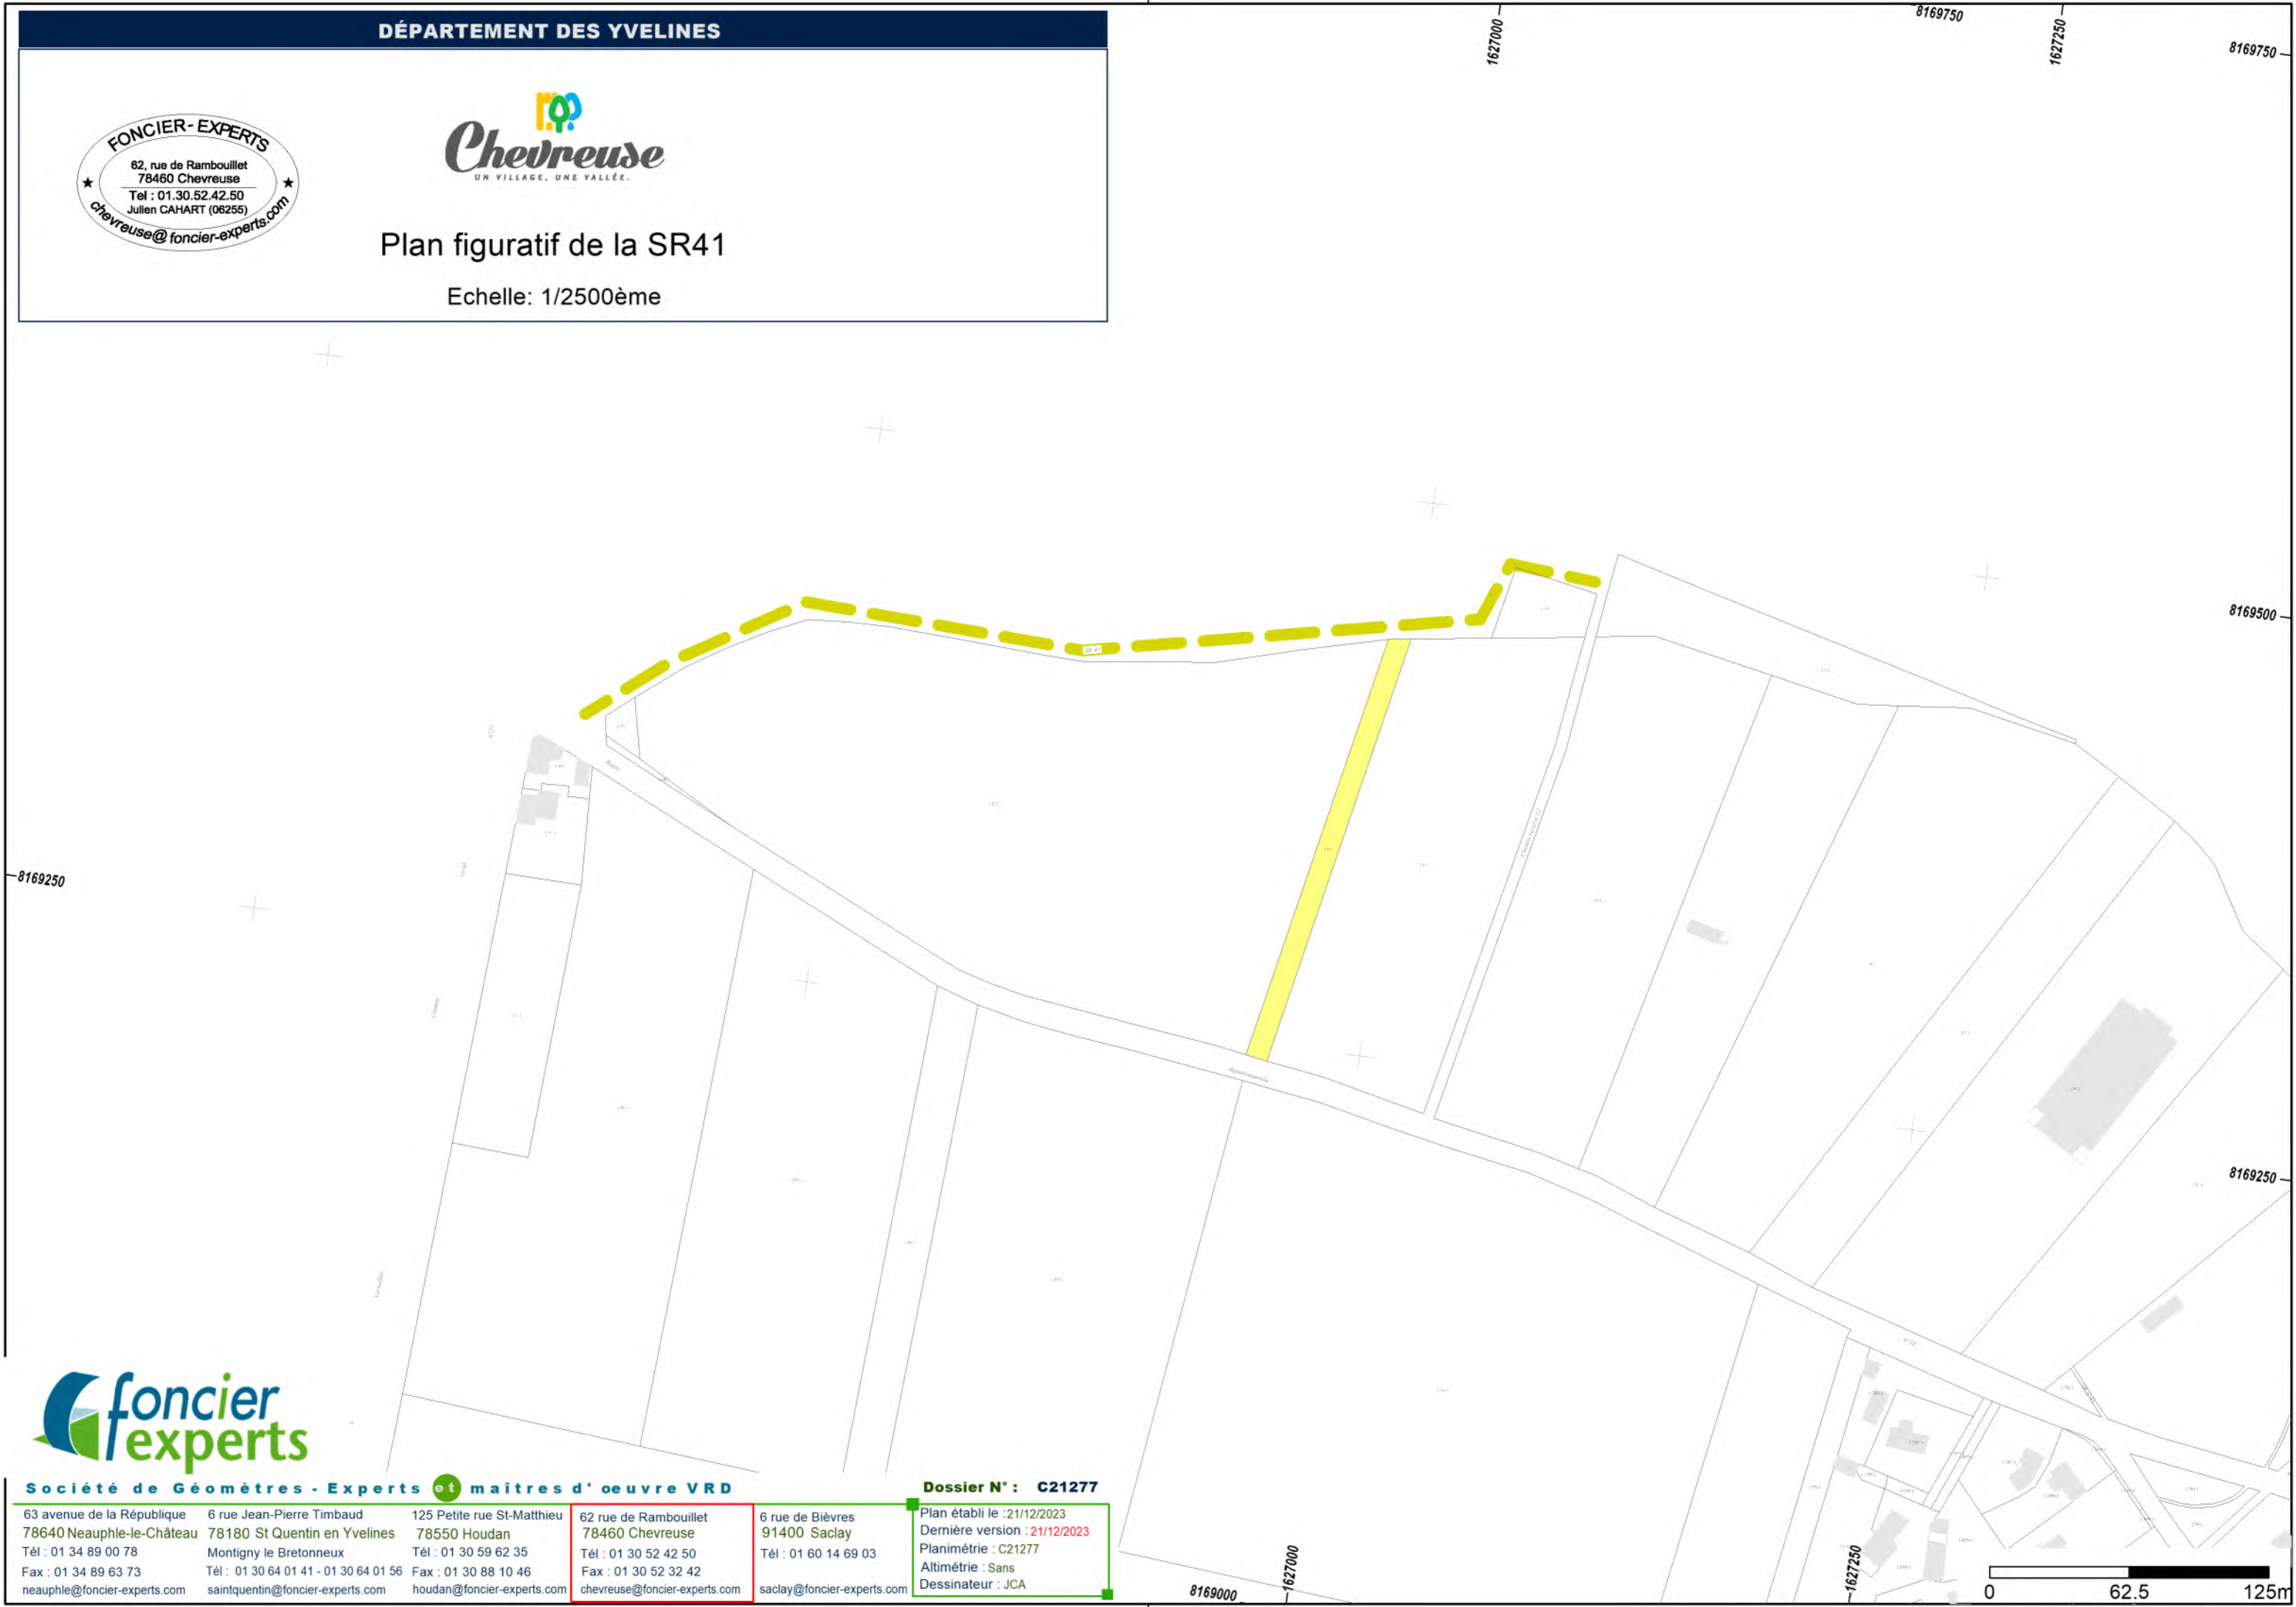 DÉPARTEMENT DES YVELINES
FONCIER-EXPERTS
62, rue de Rambouillet
78460 Chevreuse
Tel : 01.30.52.42.50
Julien CAHART (06255)
chevreuse@foncier-experts.com
Chevreuse
UN VILLAGE, UNE VALLÉE.
Plan figuratif de la SR41
Echelle: 1/2500ème
1627000
8169750
1627250
8169750
8169500
SR 41
Route
Chemin rural n°12
8169250
départementale
8169250
Chemin
Versailles
foncier
experts
Société de Géomètres - Experts et maîtres d'oeuvre VRD
63 avenue de la République
78640 Neauphle-le-Château
Tél : 01 34 89 00 78
Fax : 01 34 89 63 73
neauphle@foncier-experts.com
6 rue Jean-Pierre Timbaud
78180 St Quentin en Yvelines
Montigny le Bretonneux
Tél : 01 30 64 01 41 - 01 30 64 01 56
saintquentin@foncier-experts.com
125 Petite rue St-Matthieu
78550 Houdan
Tél : 01 30 59 62 35
Fax : 01 30 88 10 46
houdan@foncier-experts.com
62 rue de Rambouillet
78460 Chevreuse
Tél : 01 30 52 42 50
Fax : 01 30 52 32 42
chevreuse@foncier-experts.com
6 rue de Bièvres
91400 Saclay
Tél : 01 60 14 69 03
saclay@foncier-experts.com
Dossier N° : C21277
Plan établi le :21/12/2023
Dernière version : 21/12/2023
Planimétrie : C21277
Altimétrie : Sans
Dessinateur : JCA
8169000
1627000
1627250
0 62.5 125m